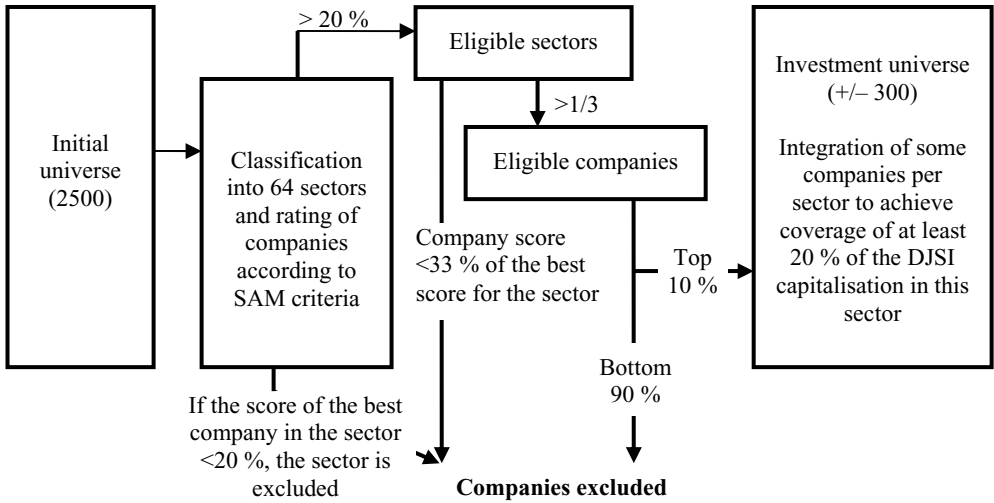 Initial
universe
(2500)
> 20 %
Classification
into 64 sectors
and rating of
companies
according to
SAM criteria
If the score of the best
company in the sector
<20 %, the sector is
excluded
Eligible sectors
>1/3
Eligible companies
Company score
<33 % of the best
score for the sector
Top
10 %
Bottom
90 %
Companies excluded
Investment universe
(+/– 300)
Integration of some
companies per
sector to achieve
coverage of at least
20 % of the DJSI
capitalisation in this
sector